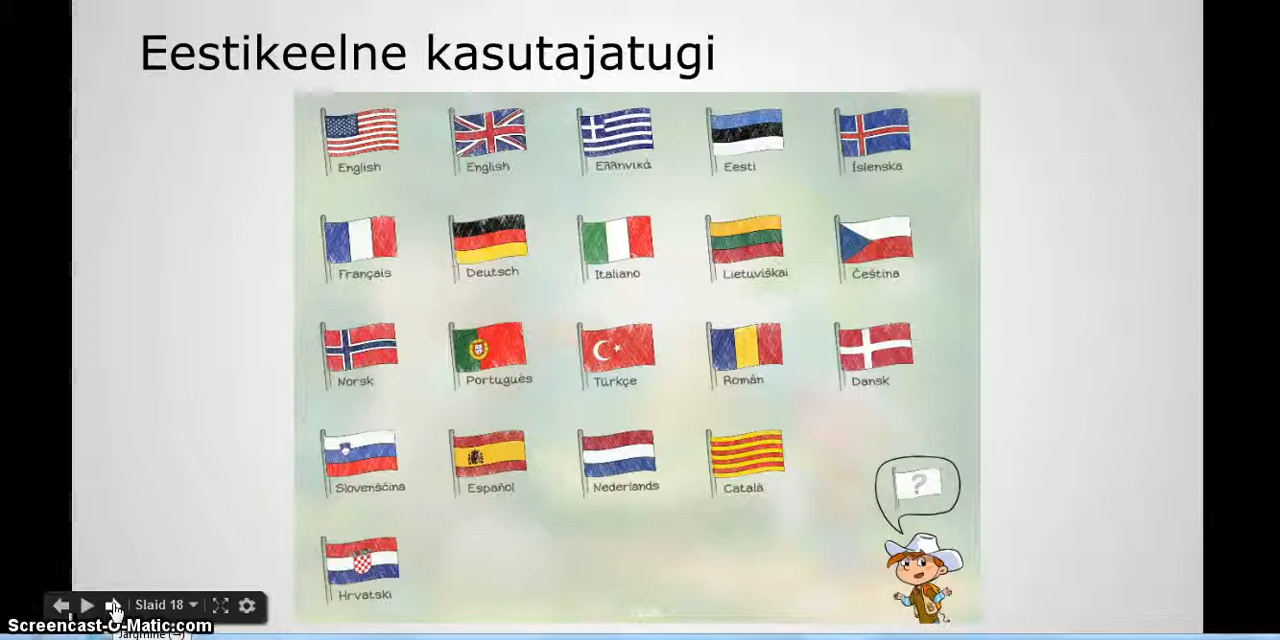 Eestikeelne kasutajatugi
English English Ελληνικά Eesti Íslenska
Français Deutsch Italiano Lietuviškai Čeština
Norsk Português Türkçe Român Dansk
Slovenščina Español Nederlands Català
?
Hrvatski
Slaid 18
Screencast-O-Matic.com
Järgmine (→)